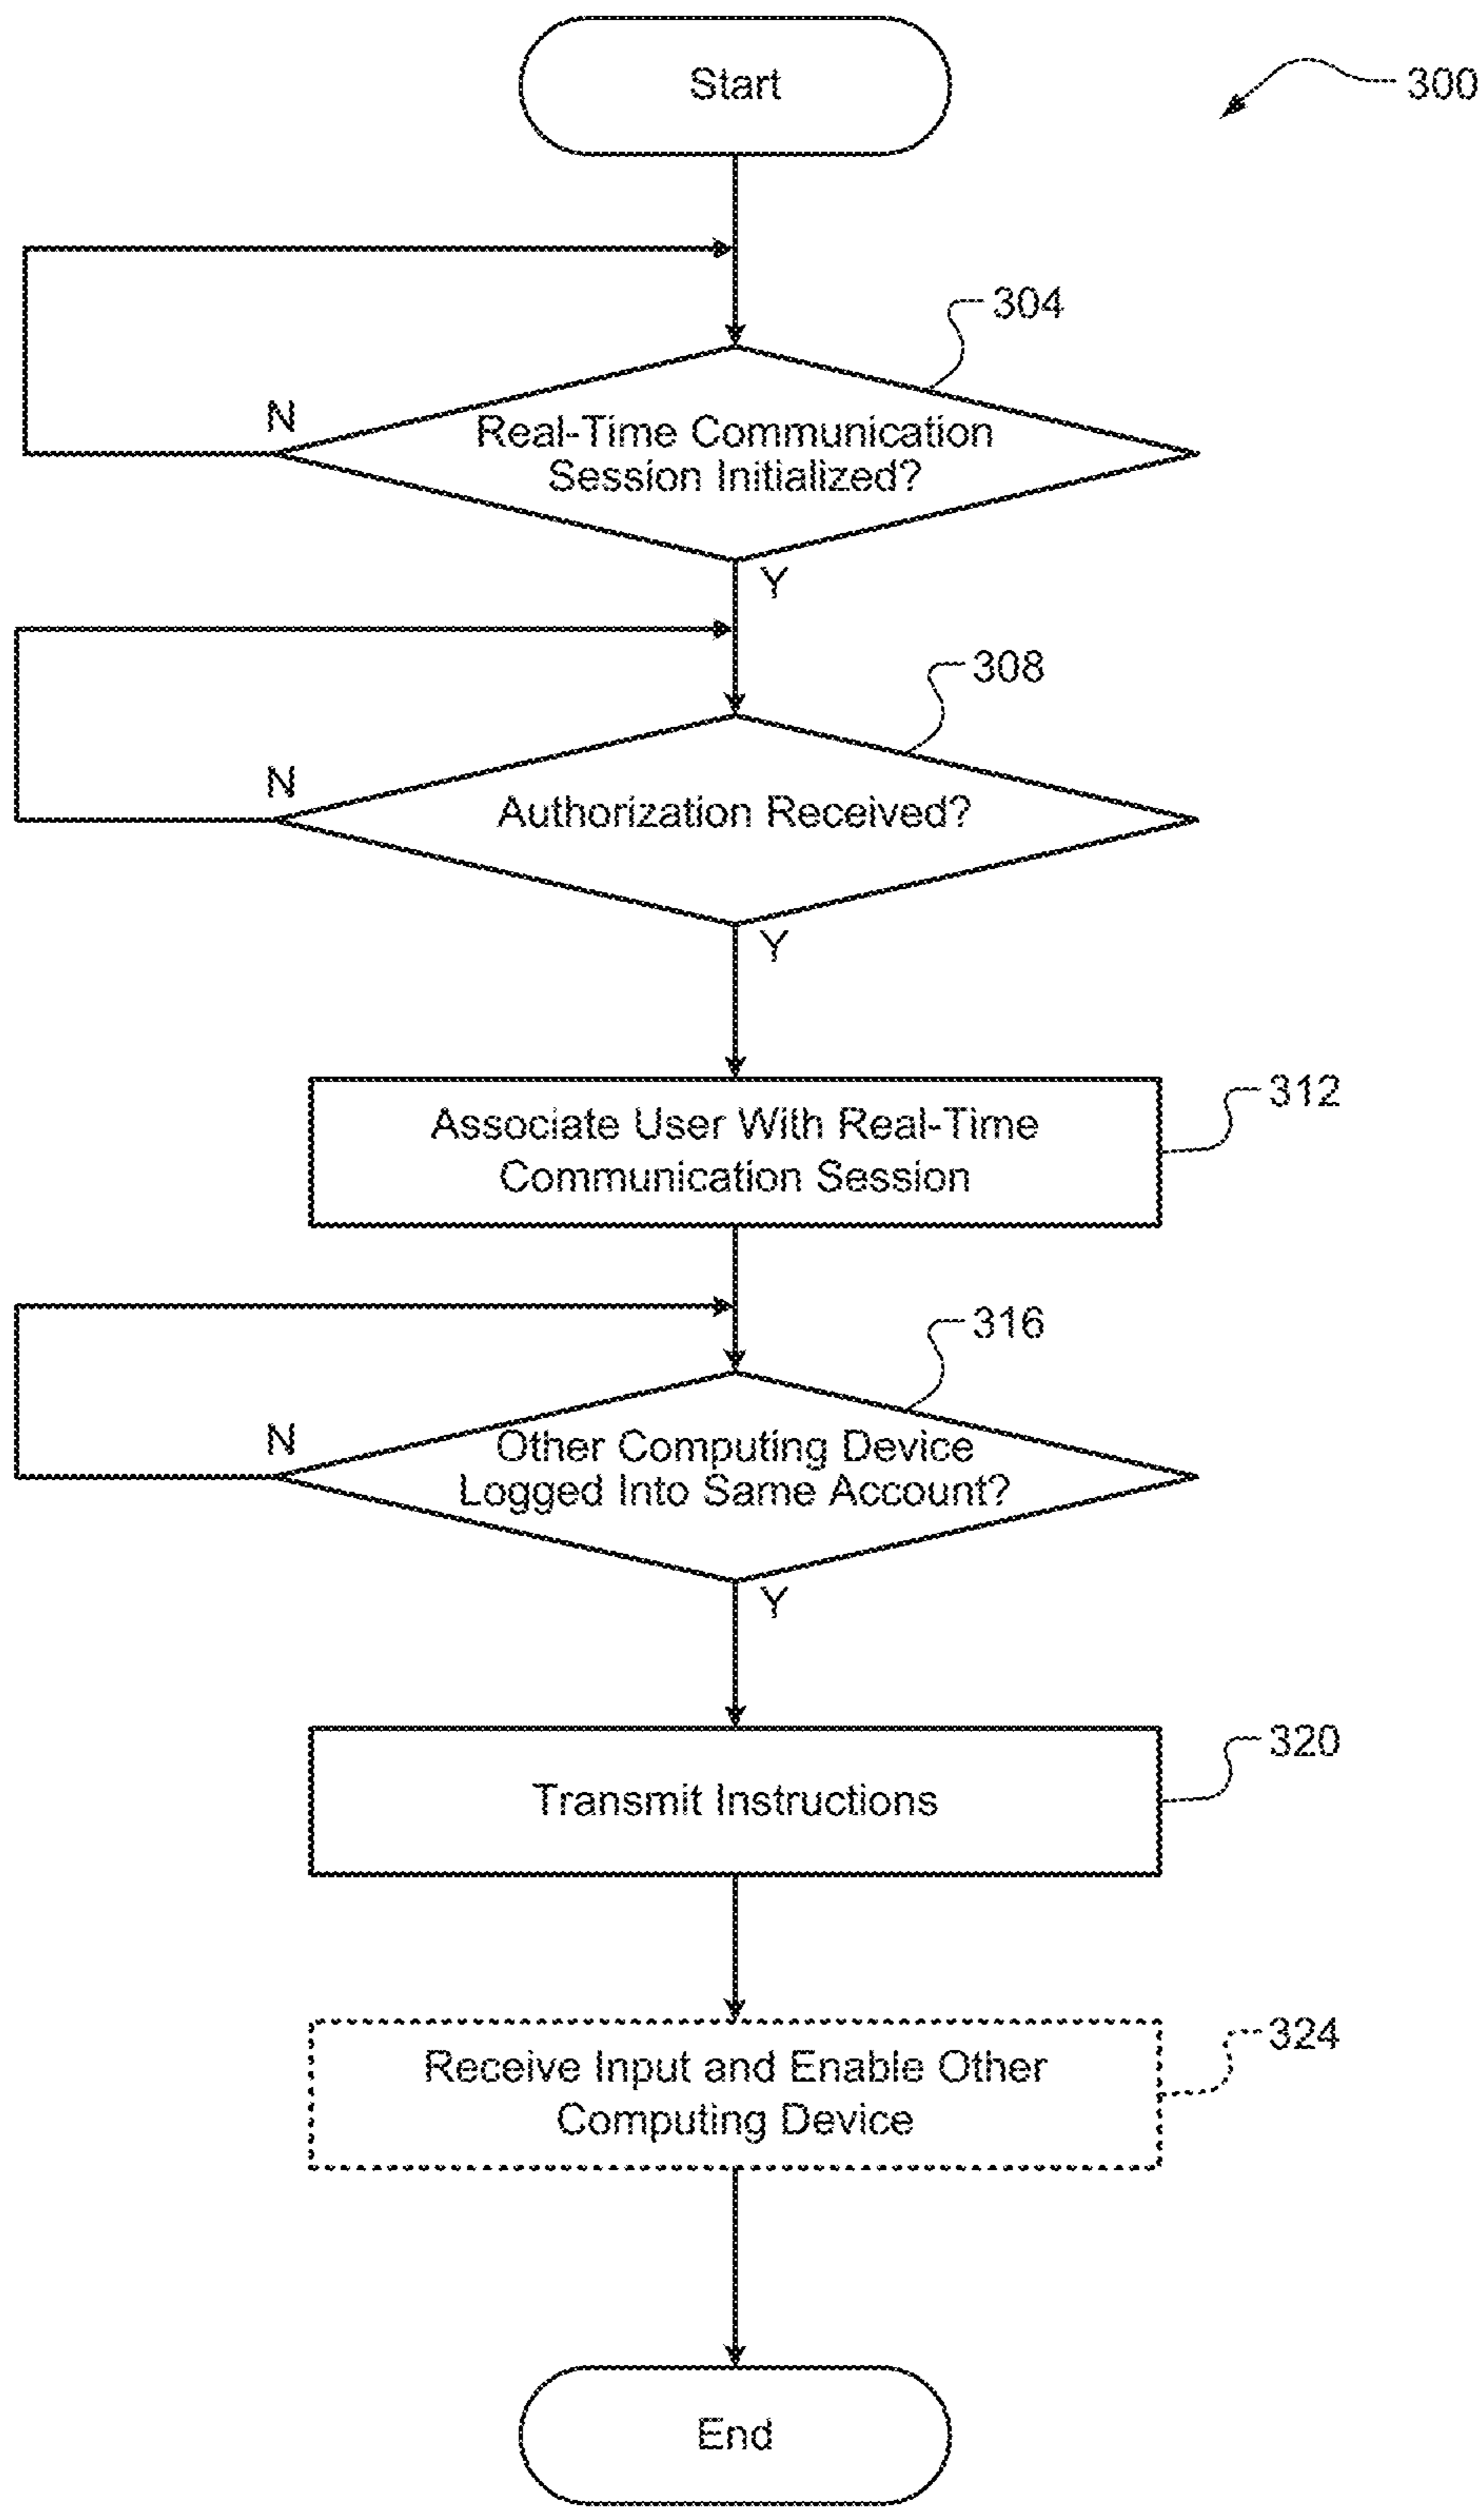 Start
300
304
N
Real-Time Communication
Session Initialized?
Y
308
N
Authorization Received?
Y
312
Associate User With Real-Time
Communication Session
316
N
Other Computing Device
Logged Into Same Account?
Y
320
Transmit Instructions
324
Receive Input and Enable Other
Computing Device
End